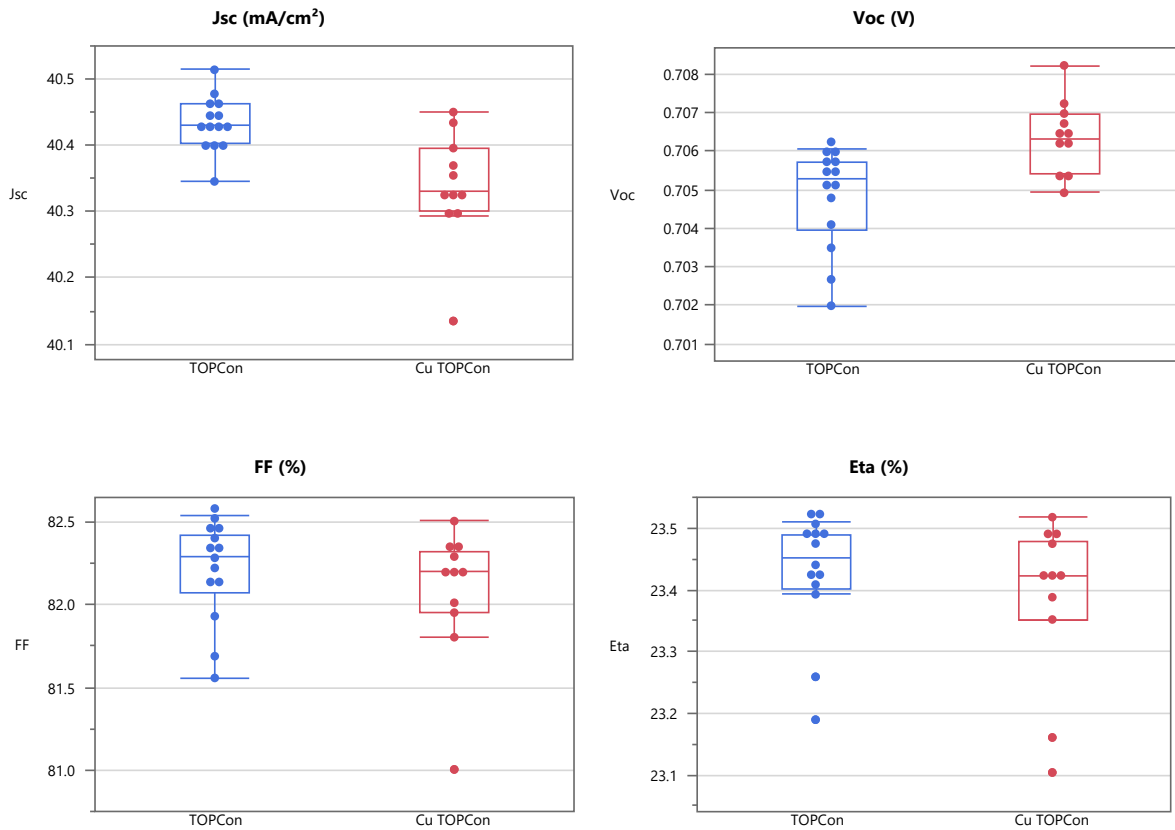 Jsc (mA/cm²)
40.5
40.4
40.3
40.2
40.1
Jsc
TOPCon
Cu TOPCon
Voc (V)
0.708
0.707
0.706
0.705
0.704
0.703
0.702
0.701
Voc
TOPCon
Cu TOPCon
FF (%)
82.5
82.0
81.5
81.0
FF
TOPCon
Cu TOPCon
Eta (%)
23.5
23.4
23.3
23.2
23.1
Eta
TOPCon
Cu TOPCon